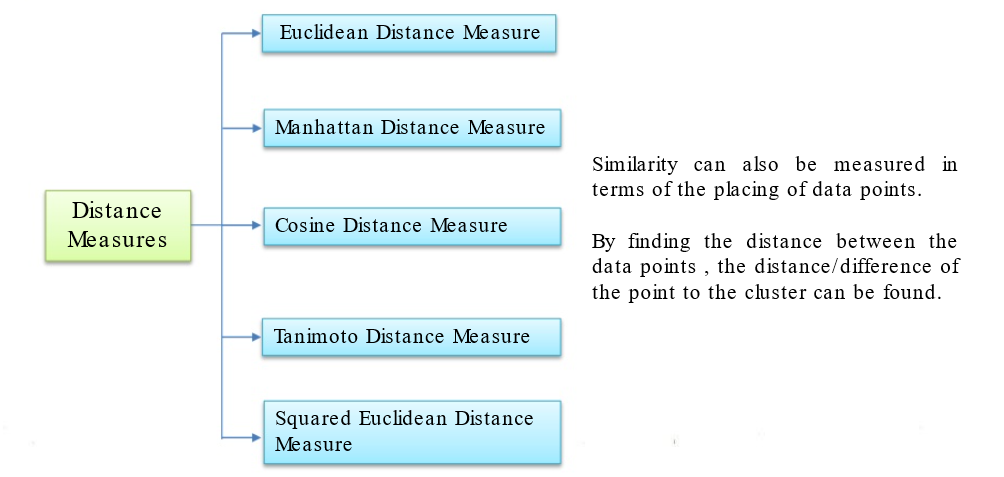 Distance
Measures
Euclidean Distance Measure
Manhattan Distance Measure
Cosine Distance Measure
Tanimoto Distance Measure
Squared Euclidean Distance
Measure
Similarity can also be measured in
terms of the placing of data points.
By finding the distance between the
data points , the distance/difference of
the point to the cluster can be found.